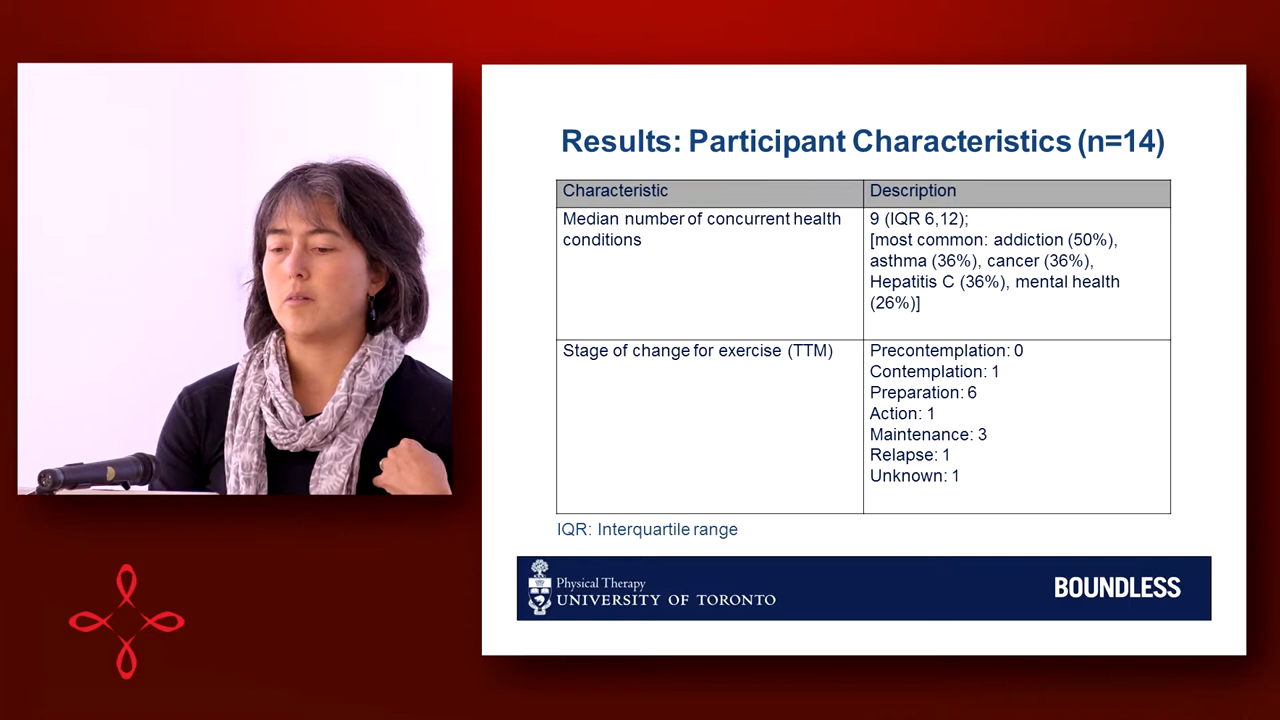 Results: Participant Characteristics (n=14)
Characteristic
Description
Median number of concurrent health
conditions
9 (IQR 6,12);
[most common: addiction (50%),
asthma (36%), cancer (36%),
Hepatitis C (36%), mental health
(26%)]
Stage of change for exercise (TTM)
Precontemplation: 0
Contemplation: 1
Preparation: 6
Action: 1
Maintenance: 3
Relapse: 1
Unknown: 1
IQR: Interquartile range
Physical Therapy
UNIVERSITY OF TORONTO
BOUNDLESS